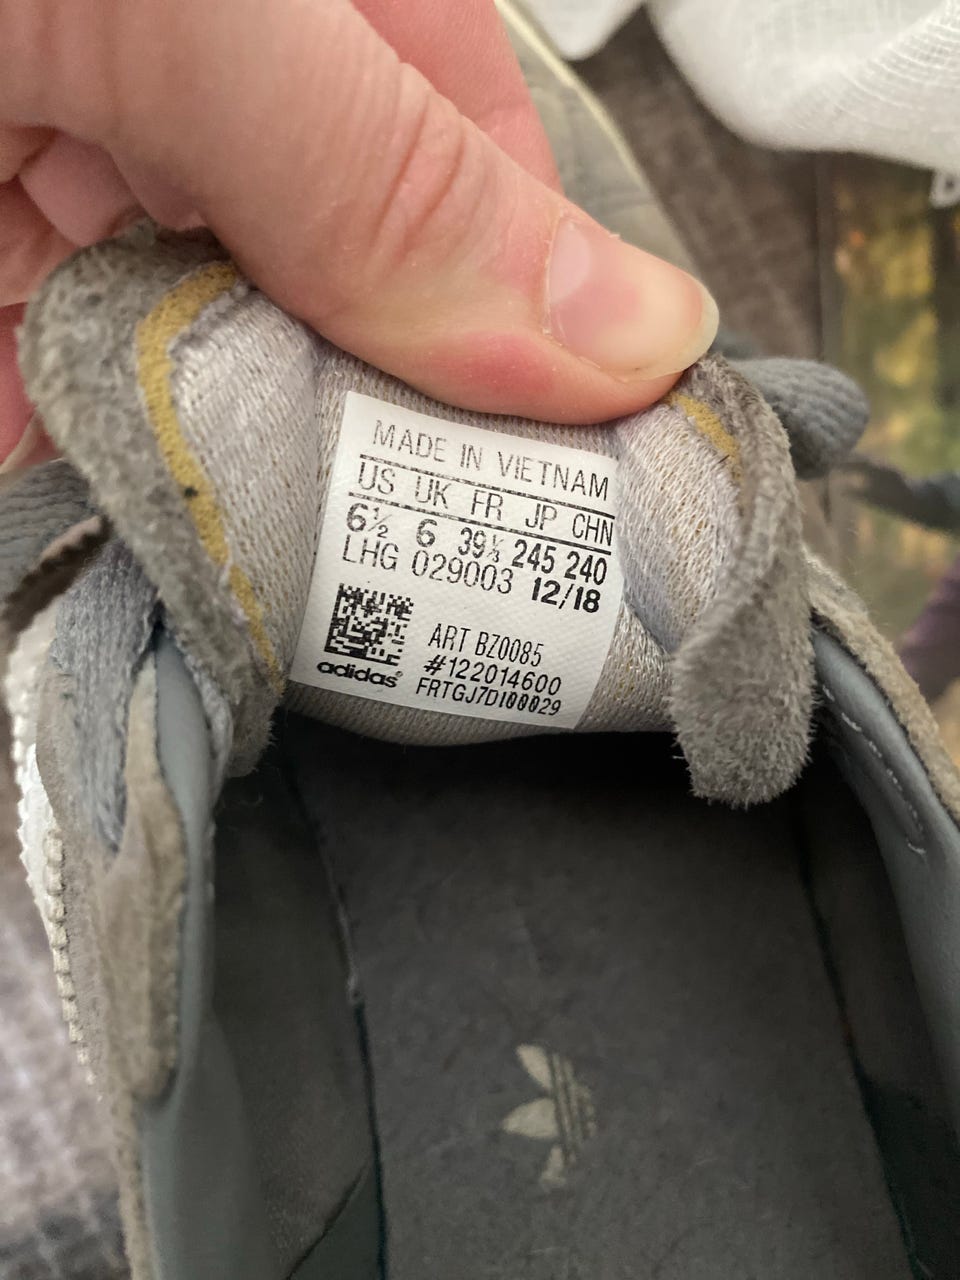 MADE IN VIETNAM
US UK FR JP CHN
6½ 6 39⅓ 245 240
LHG 029003 12/18
ART BZ0085
#122014600
FRTGJ7DI00029
adidas®